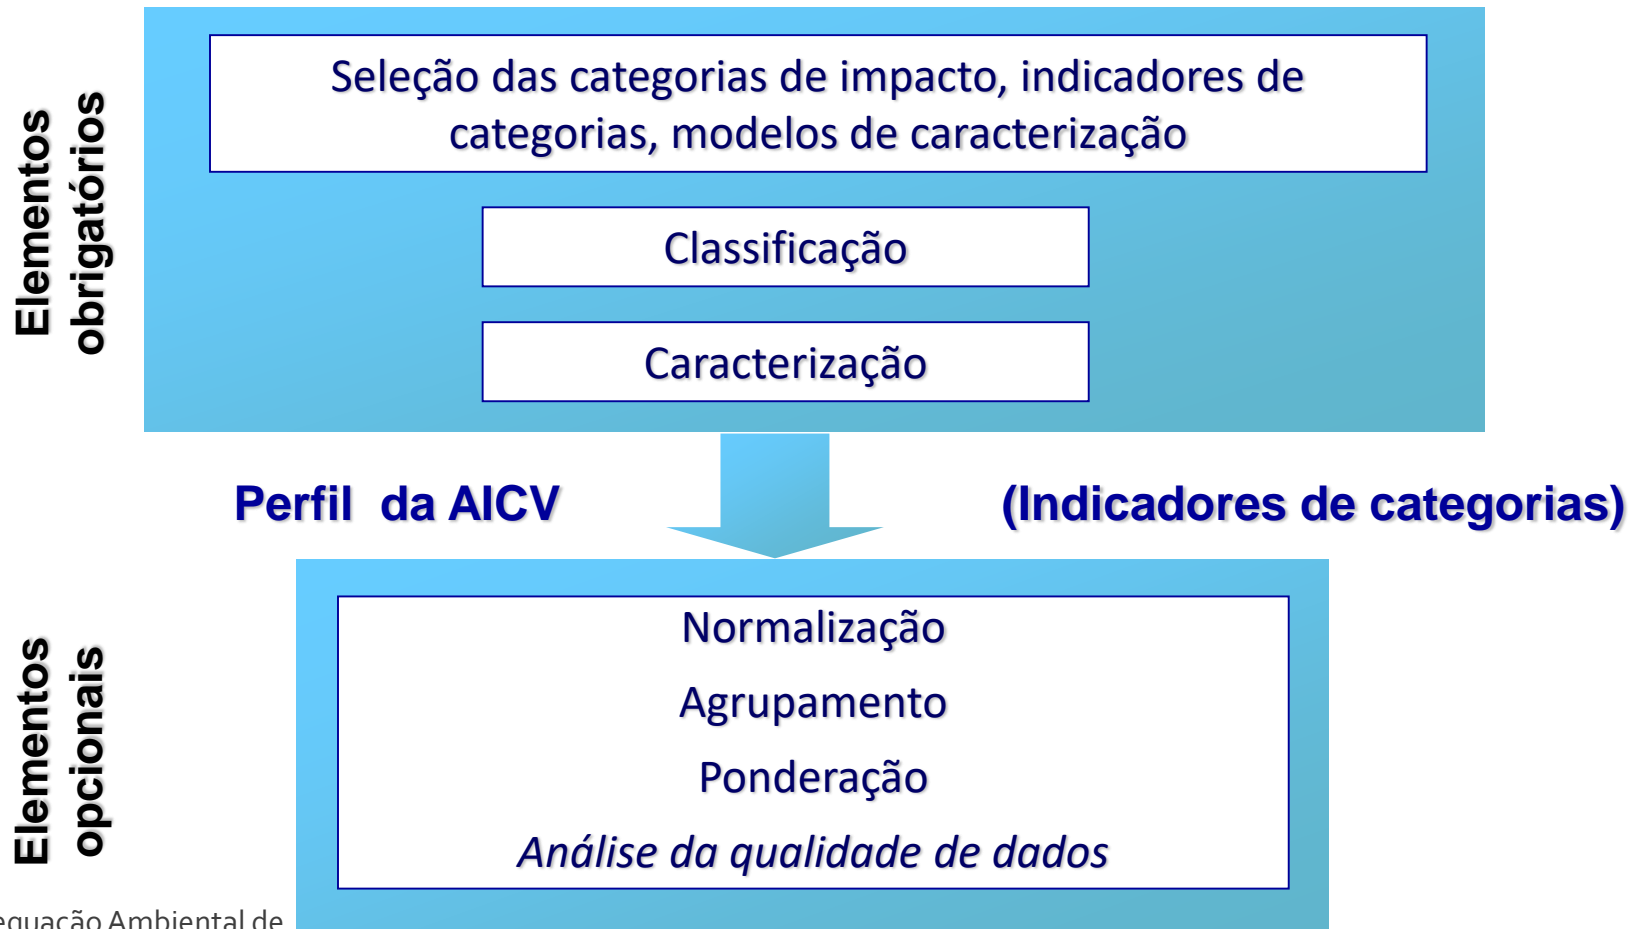 Elementos
obrigatórios
Seleção das categorias de impacto, indicadores de
categorias, modelos de caracterização
Classificação
Caracterização
Perfil da AICV
(Indicadores de categorias)
Elementos
opcionais
Normalização
Agrupamento
Ponderação
Análise da qualidade de dados
Ambiental de